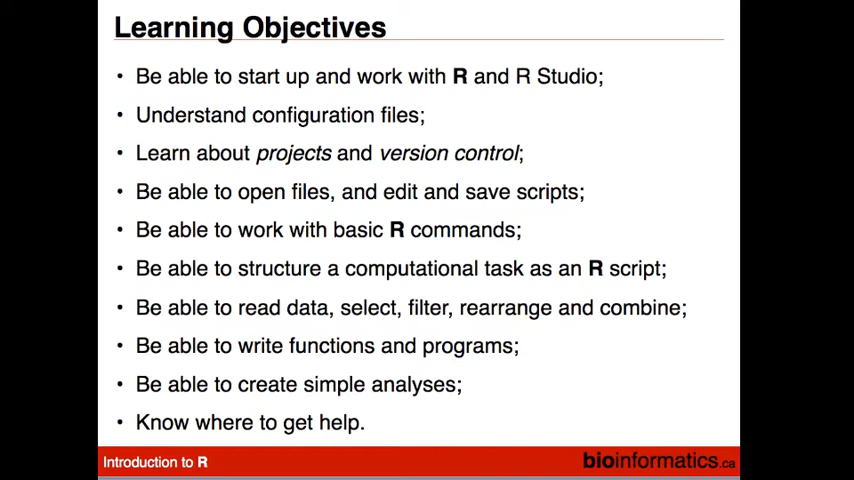 Learning Objectives
• Be able to start up and work with R and R Studio;
• Understand configuration files;
• Learn about projects and version control;
• Be able to open files, and edit and save scripts;
• Be able to work with basic R commands;
• Be able to structure a computational task as an R script;
• Be able to read data, select, filter, rearrange and combine;
• Be able to write functions and programs;
• Be able to create simple analyses;
• Know where to get help.
Introduction to R
bioinformatics.ca